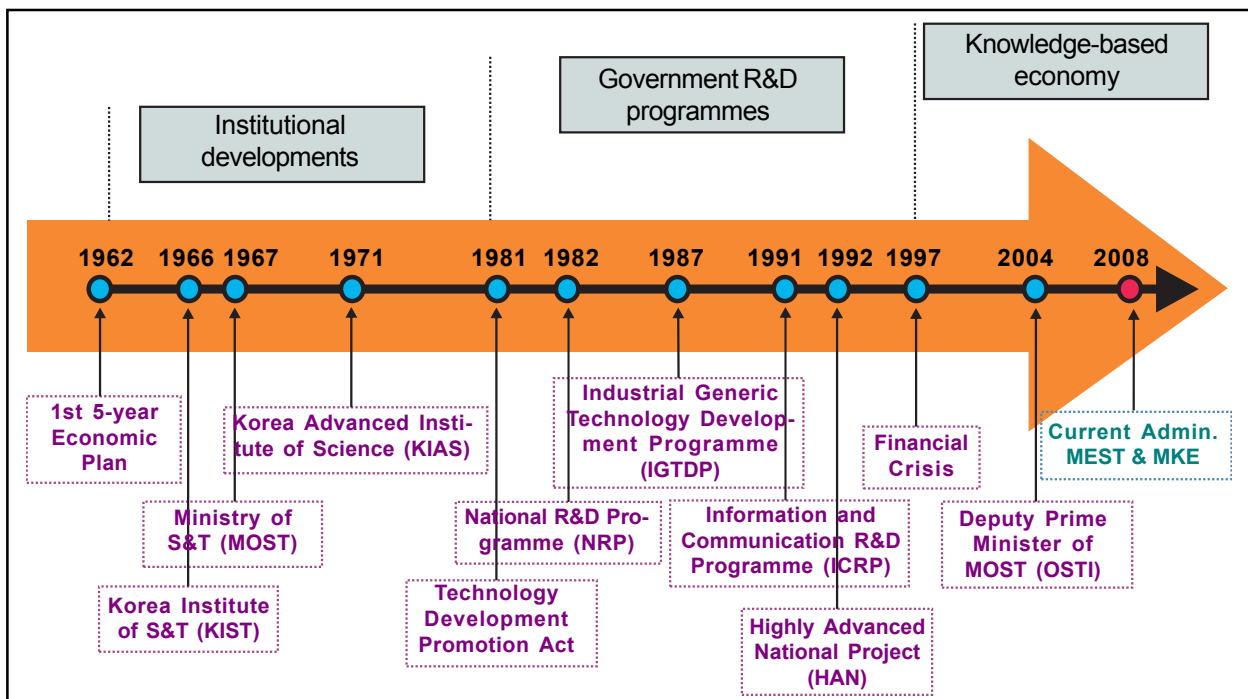 Knowledge-based
economy
Government R&D
programmes
Institutional
developments
1962 1966 1967 1971 1981 1982 1987 1991 1992 1997 2004 2008
1st 5-year
Economic
Plan
Korea Advanced Insti-
tute of Science (KIAS)
Industrial Generic
Technology Develop-
ment Programme
(IGTDP)
Financial
Crisis
Current Admin.
MEST & MKE
Ministry of
S&T (MOST)
National R&D Pro-
gramme (NRP)
Information and
Communication R&D
Programme (ICRP)
Deputy Prime
Minister of
MOST (OSTI)
Korea Institute
of S&T (KIST)
Technology
Development
Promotion Act
Highly Advanced
National Project
(HAN)